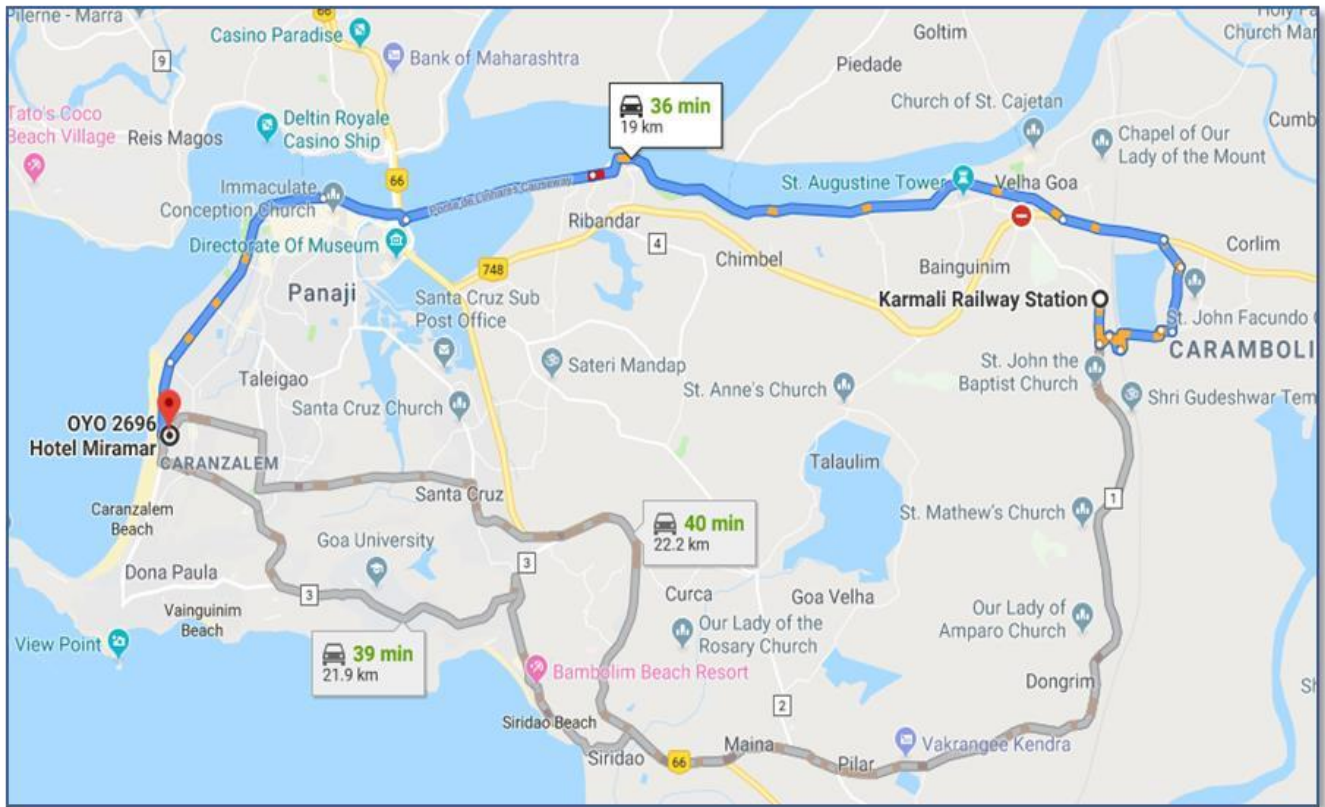 Pilerne - Marra
66
Casino Paradise
Bank of Maharashtra
9
Goltim
Piedade
Church Mar
Tato's Coco
Beach Village
Reis Magos
Deltin Royale
Casino Ship
36 min
19 km
Church of St. Cajetan
Chapel of Our
Lady of the Mount
Cumb
Immaculate
Conception Church
66
Ponte de Linhares Causeway
St. Augustine Tower
Velha Goa
Directorate Of Museum
Ribandar
4
Chimbel
Bainguinim
Corlim
748
Panaji
Santa Cruz Sub
Post Office
Karmali Railway Station
St. John Facundo
CARAMBOLI
Sateri Mandap
St. John the
Baptist Church
Taleigao
St. Anne's Church
Shri Gudeshwar Tem
Santa Cruz Church
OYO 2696
Hotel Miramar
CARANZALEM
Talaulim
Santa Cruz
1
Caranzalem
Beach
40 min
22.2 km
St. Mathew's Church
Goa University
3
Dona Paula
3
Curca
Goa Velha
Vainguinim
Beach
Our Lady of
Amparo Church
Our Lady of the
Rosary Church
View Point
39 min
21.9 km
Bambolim Beach Resort
Dongrim
2
Siridao Beach
Siridao
66
Maina
Pilar
Vakrangee Kendra